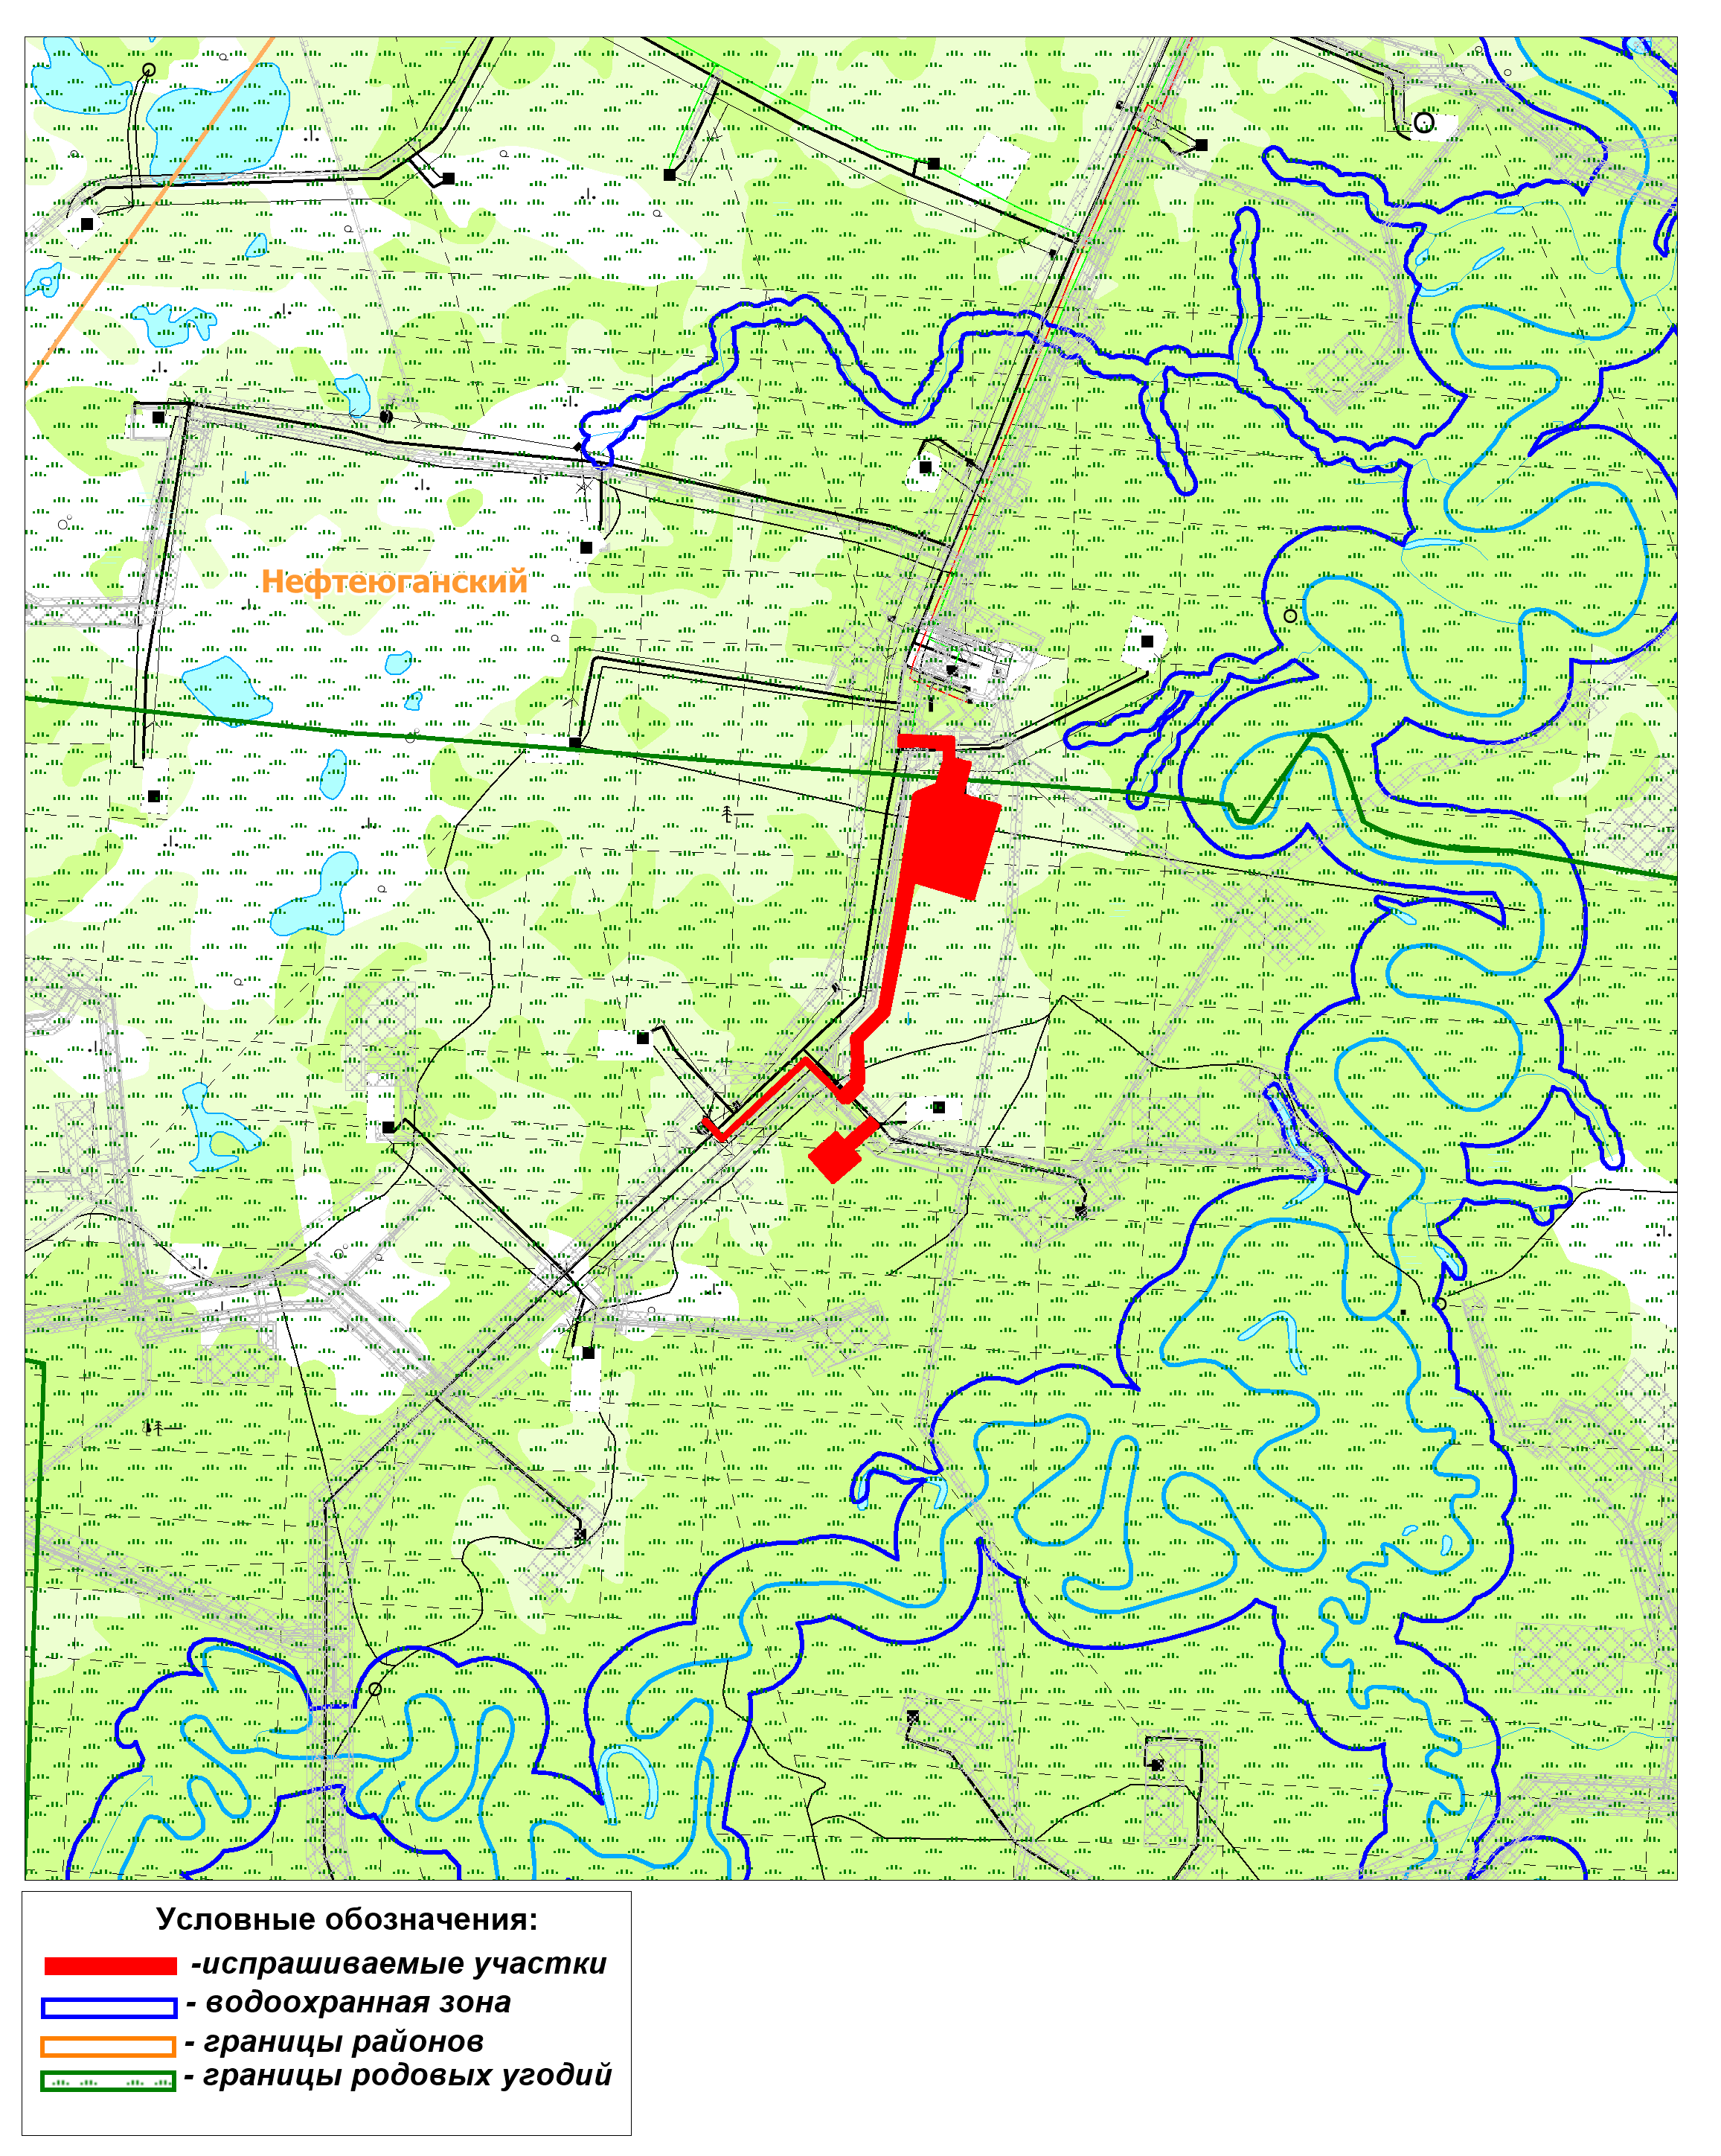 Нефтеюганский
Условные обозначения:
-испрашиваемые участки
- водоохранная зона
- границы районов
- границы родовых угодий